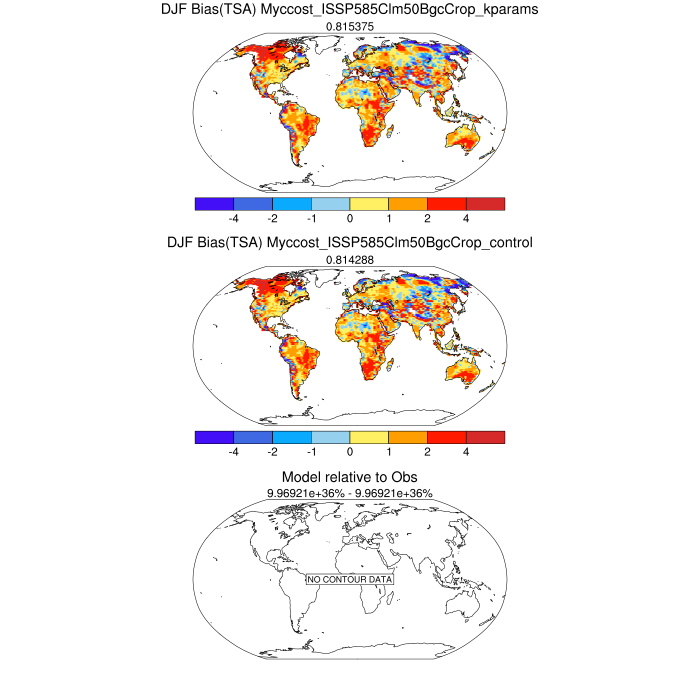 DJF Bias(TSA) Myccost_ISSP585Clm50BgcCrop_kparams
0.815375
-4 -2 -1 0 1 2 4
DJF Bias(TSA) Myccost_ISSP585Clm50BgcCrop_control
0.814288
-4 -2 -1 0 1 2 4
Model relative to Obs
9.96921e+36% - 9.96921e+36%
NO CONTOUR DATA